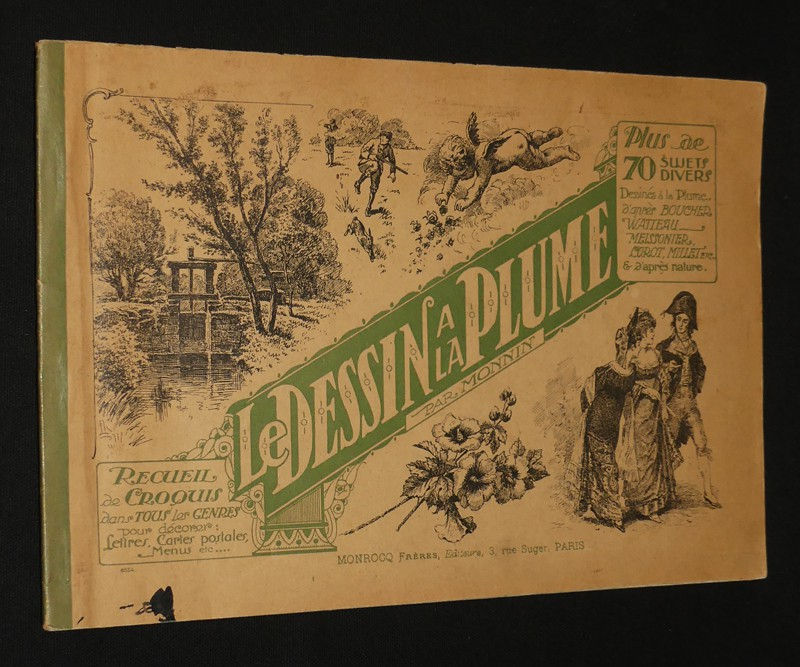 Plus de
70 SUJETS
DIVERS
Dessinés à la Plume
d'après BOUCHER,
WATTEAU
MEISSONIER,
COROT, MILLET etc
& d'après nature.
Le DESSIN A LA PLUME
PAR MONNIN
RECUEIL
de CROQUIS
dans TOUS les GENRES
pour décorer:
Lettres, Cartes postales,
Menus etc....
MONROCQ FRÈRES, Editeurs, 3, rue Suger, PARIS